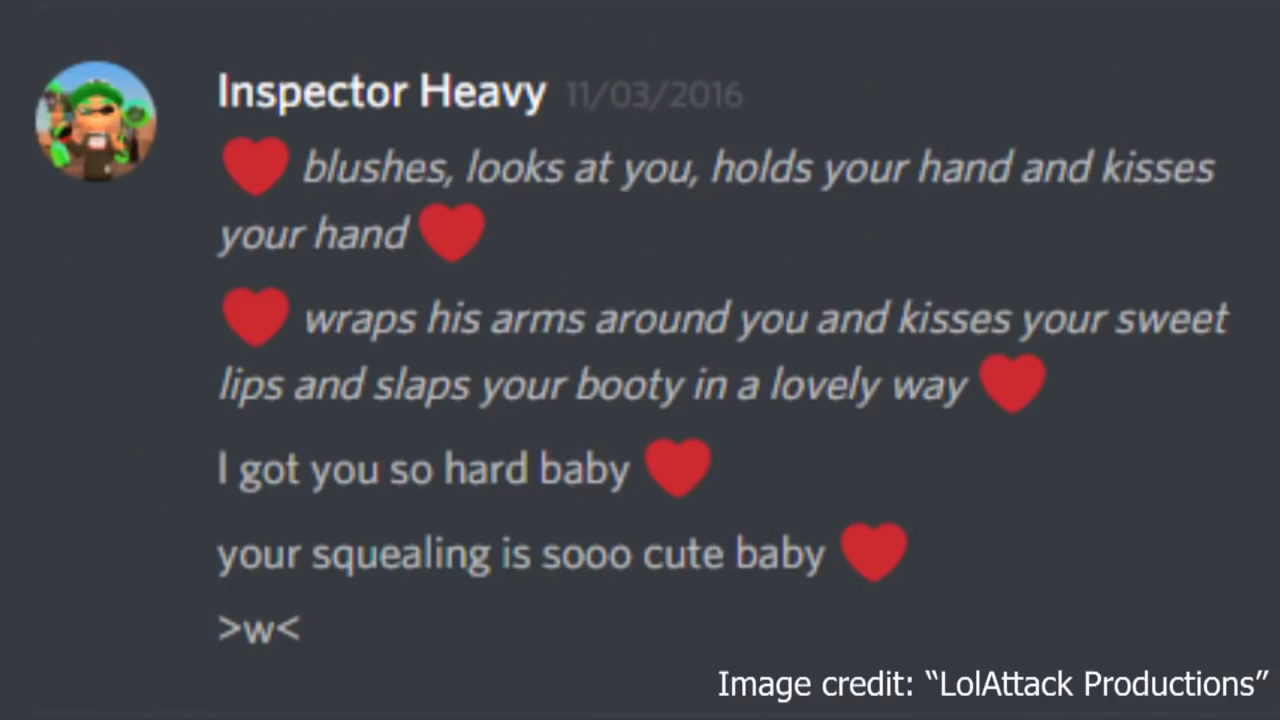 Inspector Heavy 11/03/2016
❤️ blushes, looks at you, holds your hand and kisses
your hand ❤️
❤️ wraps his arms around you and kisses your sweet
lips and slaps your booty in a lovely way ❤️
I got you so hard baby ❤️
your squealing is sooo cute baby ❤️
>w<
Image credit: “LolAttack Productions”